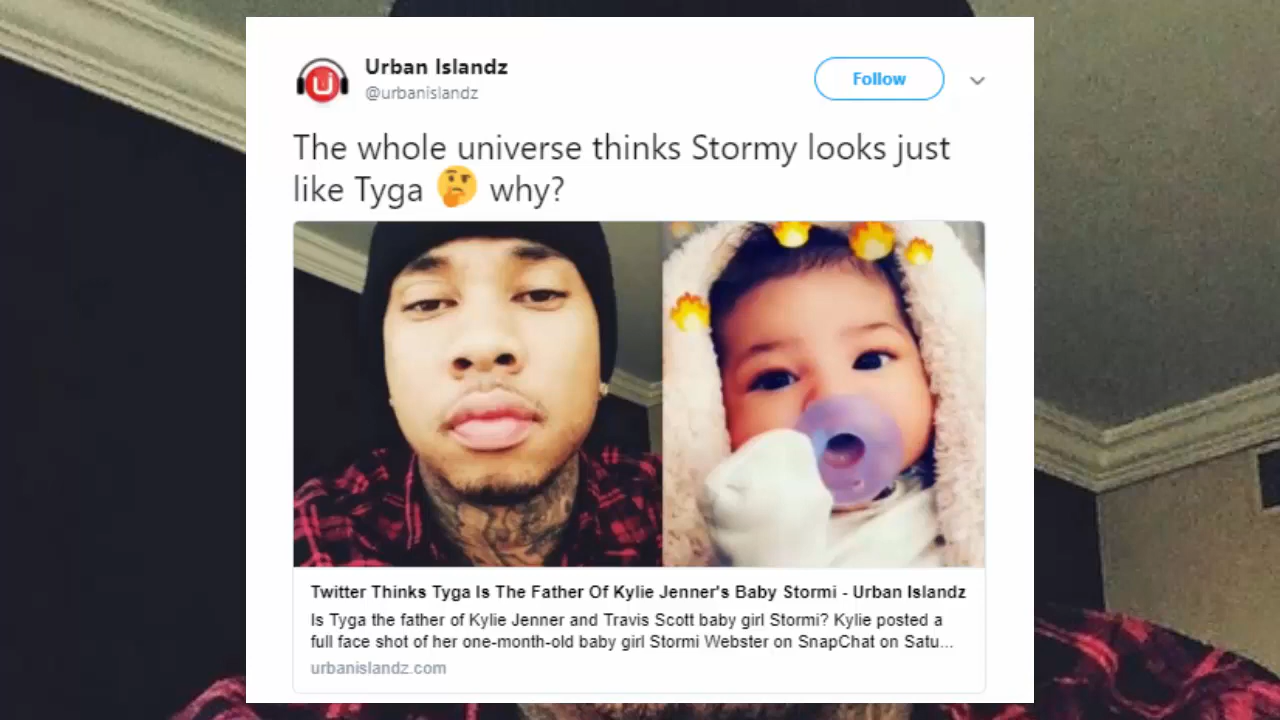 Urban Islandz
@urbanislandz
Follow
The whole universe thinks Stormy looks just
like Tyga 🤔 why?
Twitter Thinks Tyga Is The Father Of Kylie Jenner's Baby Stormi - Urban Islandz
Is Tyga the father of Kylie Jenner and Travis Scott baby girl Stormi? Kylie posted a
full face shot of her one-month-old baby girl Stormi Webster on SnapChat on Satu...
urbanislandz.com